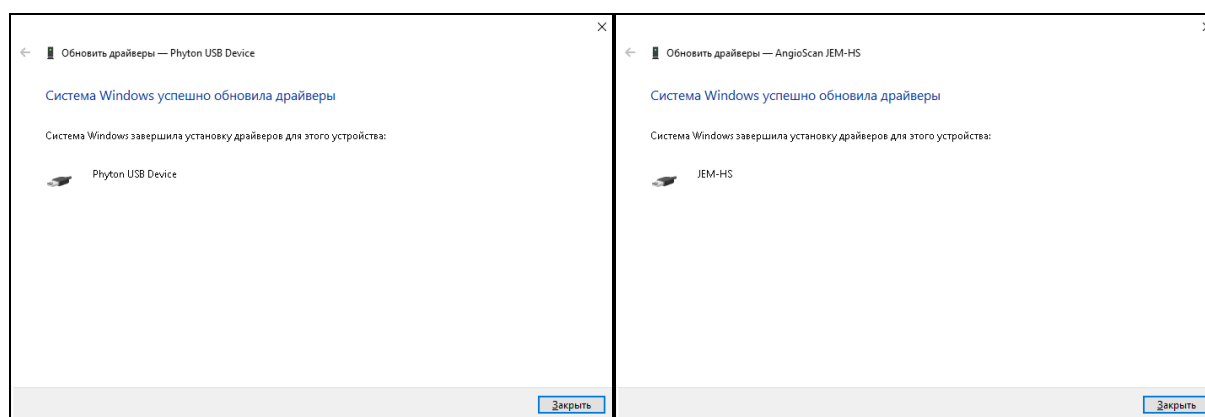 Обновить драйверы — Phyton USB Device
Система Windows успешно обновила драйверы
Система Windows завершила установку драйверов для этого устройства:
Phyton USB Device
Закрыть
Обновить драйверы — AngioScan JEM-HS
Система Windows успешно обновила драйверы
Система Windows завершила установку драйверов для этого устройства:
JEM-HS
Закрыть